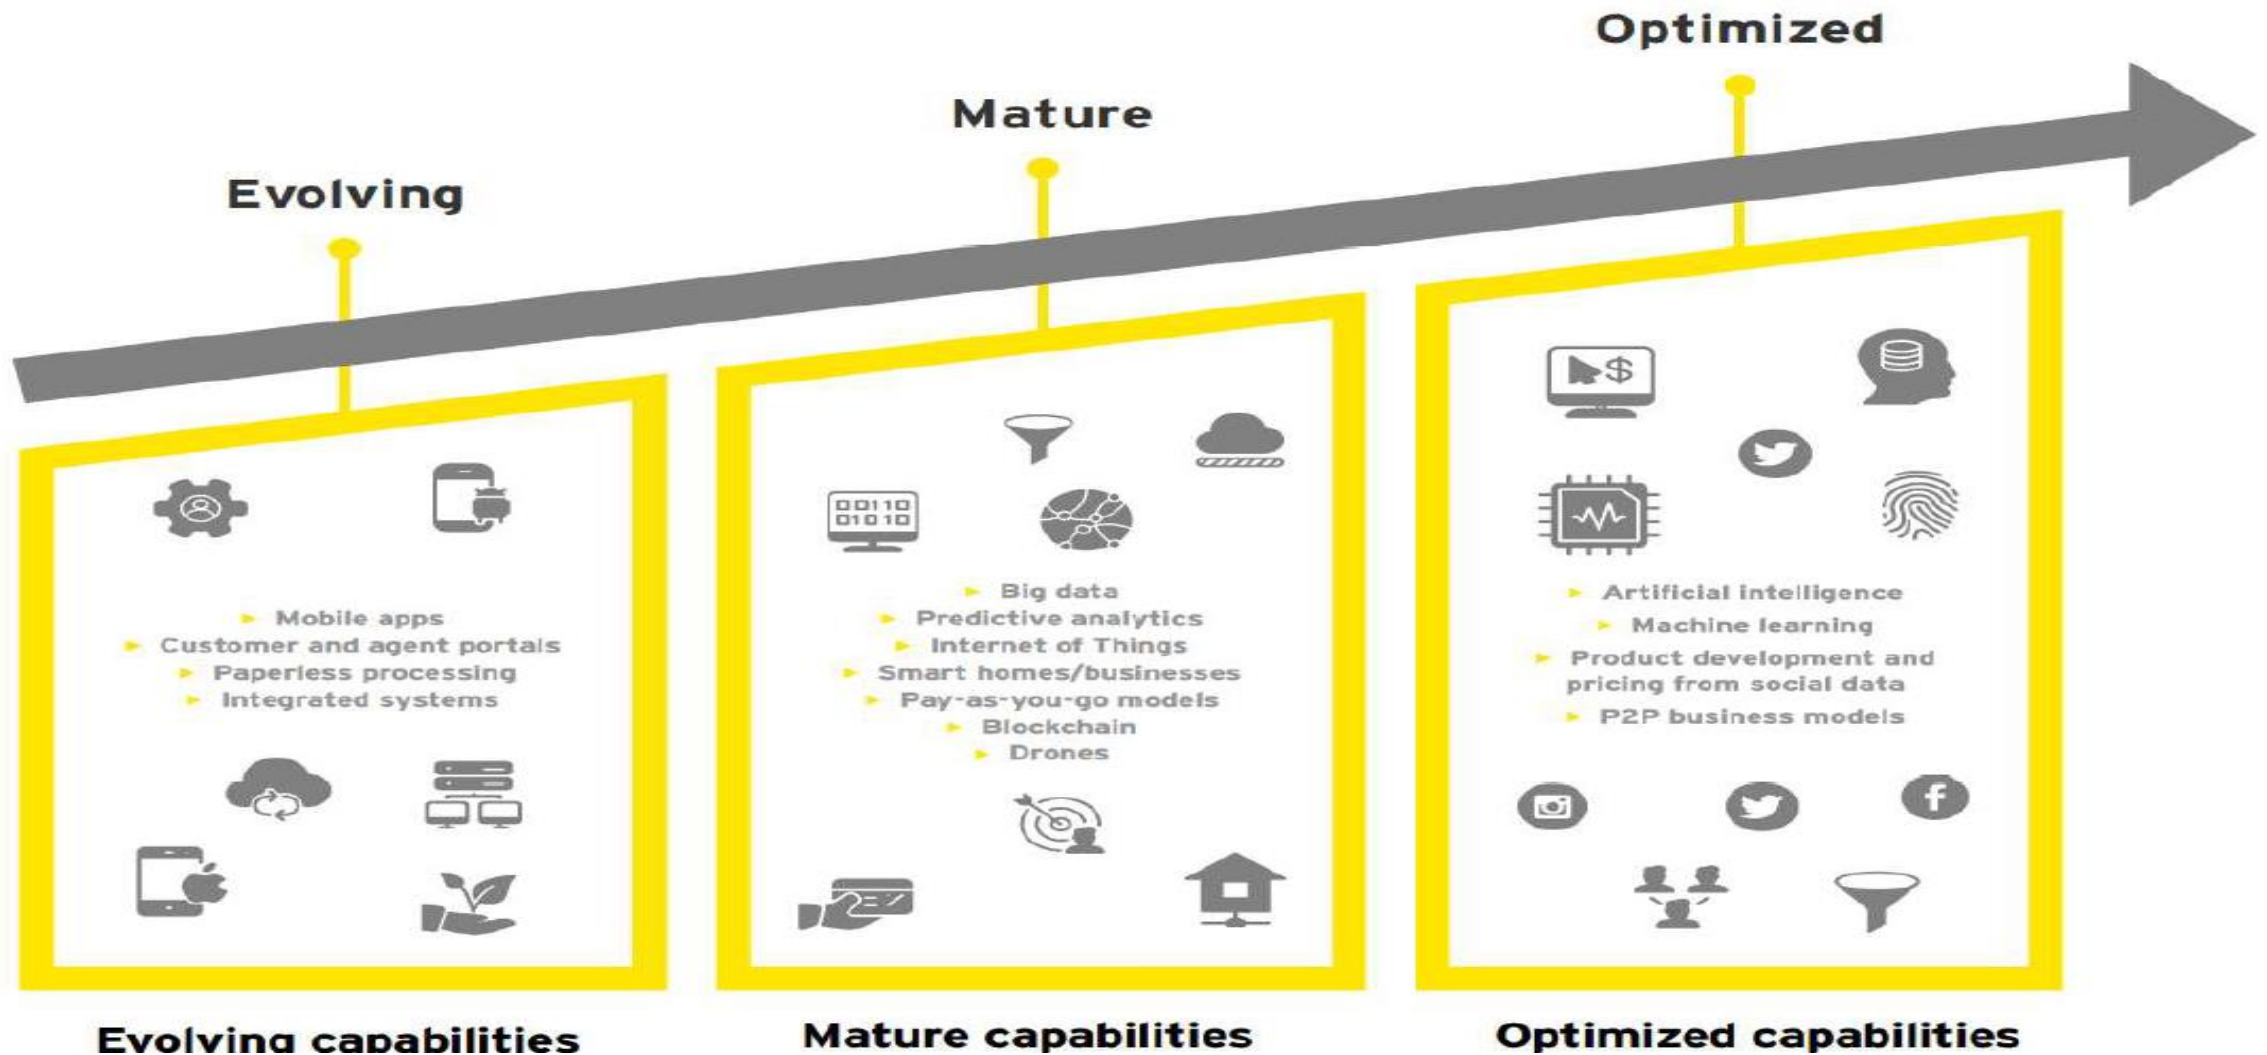 Optimized
Mature
Evolving
Mobile apps
Customer and agent portals
Paperless processing
Integrated systems
00110
01010
Big data
Predictive analytics
Internet of Things
Smart homes/businesses
Pay-as-you-go models
Blockchain
Drones
$
Artificial intelligence
Machine learning
Product development and
pricing from social data
P2P business models
f
Evolving capabilities
Mature capabilities
Optimized capabilities